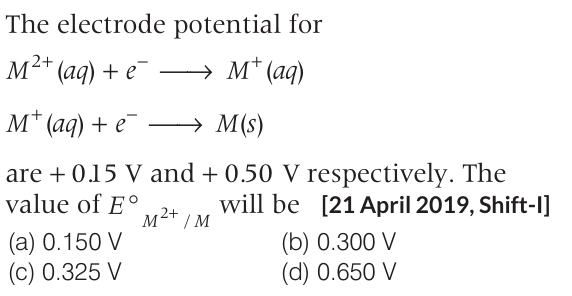 The electrode potential for
M²⁺(aq) + e⁻ ⟶ M⁺(aq)
M⁺(aq) + e⁻ ⟶ M(s)
are + 0.15 V and + 0.50 V respectively. The
value of E°_{M²⁺/M} will be [21 April 2019, Shift-I]
(a) 0.150 V (b) 0.300 V
(c) 0.325 V (d) 0.650 V